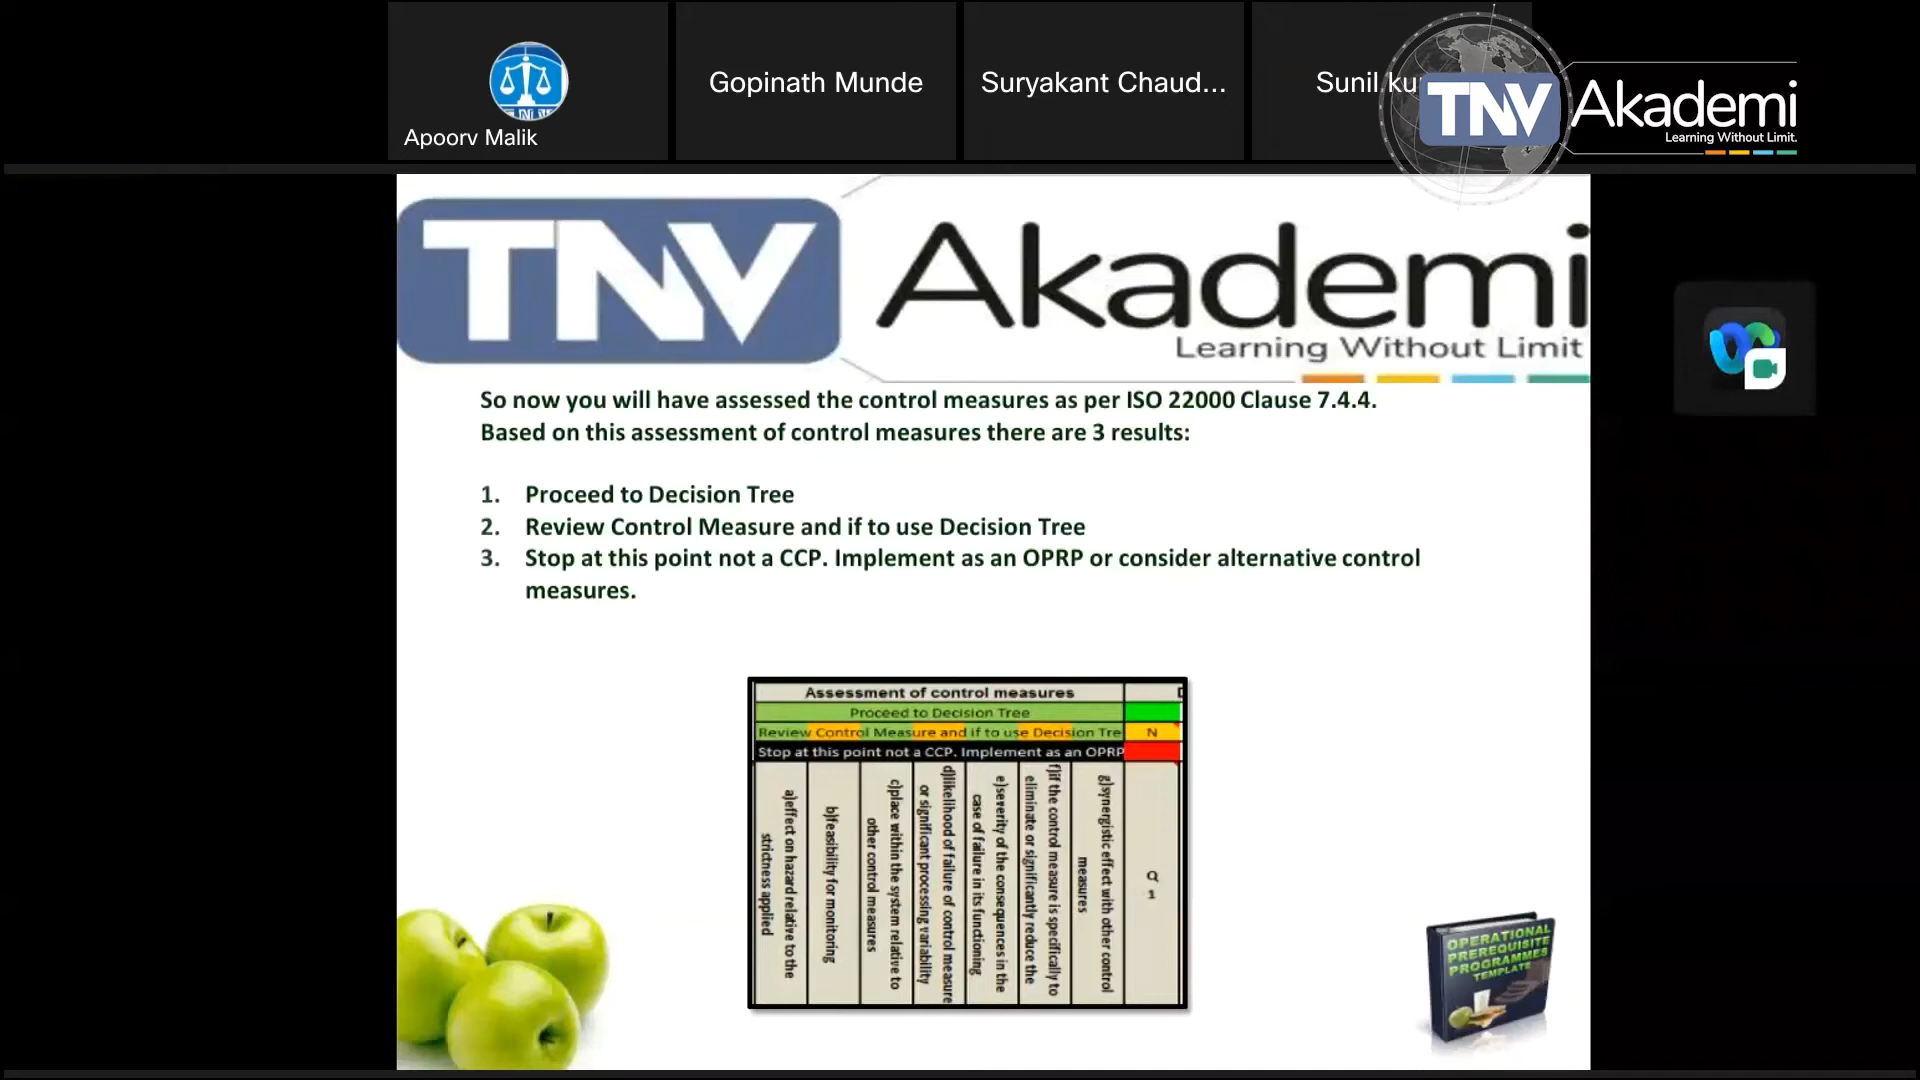 Apoorv Malik
Gopinath Munde
Suryakant Chaud...
Sunil
TNV Akademi
Learning Without Limit.
TNV Akademi
Learning Without Limit
So now you will have assessed the control measures as per ISO 22000 Clause 7.4.4.
Based on this assessment of control measures there are 3 results:
1. Proceed to Decision Tree
2. Review Control Measure and if to use Decision Tree
3. Stop at this point not a CCP. Implement as an OPRP or consider alternative control
measures.
Assessment of control measures
Proceed to Decision Tree
Review Control Measure and if to use Decision Tre
N
Stop at this point not a CCP. Implement as an OPRP
a)effect on hazard relative to the
strictness applied
b)feasibility for monitoring
c)place within the system relative to
other control measures
d)likelihood of failure of control measure
or significant processing variability
e)severity of the consequences in the
case of failure in its functioning
f)if the control measure is specifically to
eliminate or significantly reduce the
g)synergistic effect with other control
measures
Q
1
OPERATIONAL
PREREQUISITE
PROGRAMMES
TEMPLATE